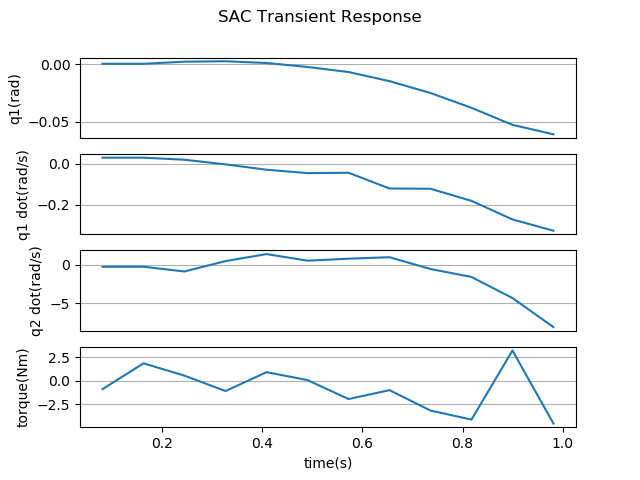 SAC Transient Response
0.00
−0.05
q1(rad)
0.0
−0.2
q1 dot(rad/s)
0
−5
q2 dot(rad/s)
2.5
0.0
−2.5
torque(Nm)
0.2 0.4 0.6 0.8 1.0
time(s)